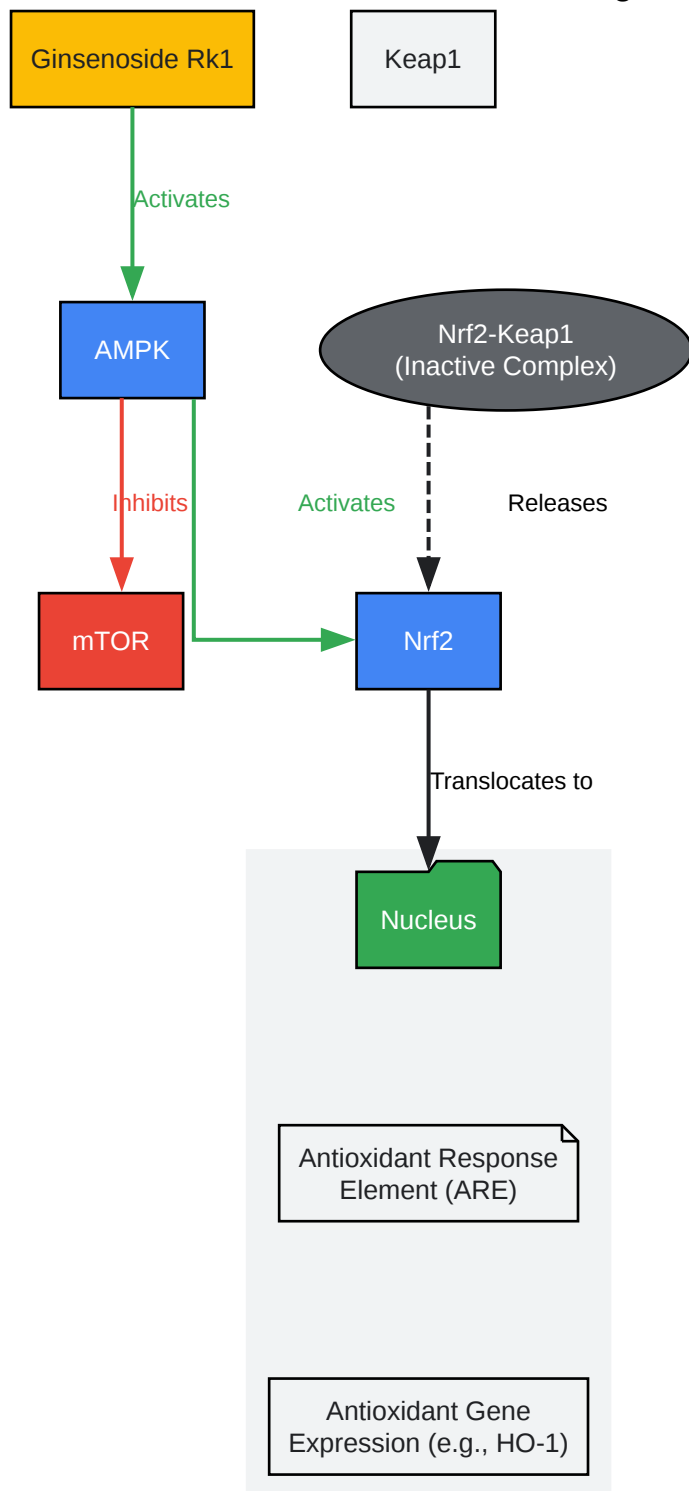 Ginsenoside Rk1
Keap1
Activates
AMPK
Nrf2-Keap1
(Inactive Complex)
Inhibits
Activates
Releases
mTOR
Nrf2
Translocates to
Nucleus
Antioxidant Response
Element (ARE)
Antioxidant Gene
Expression (e.g., HO-1)